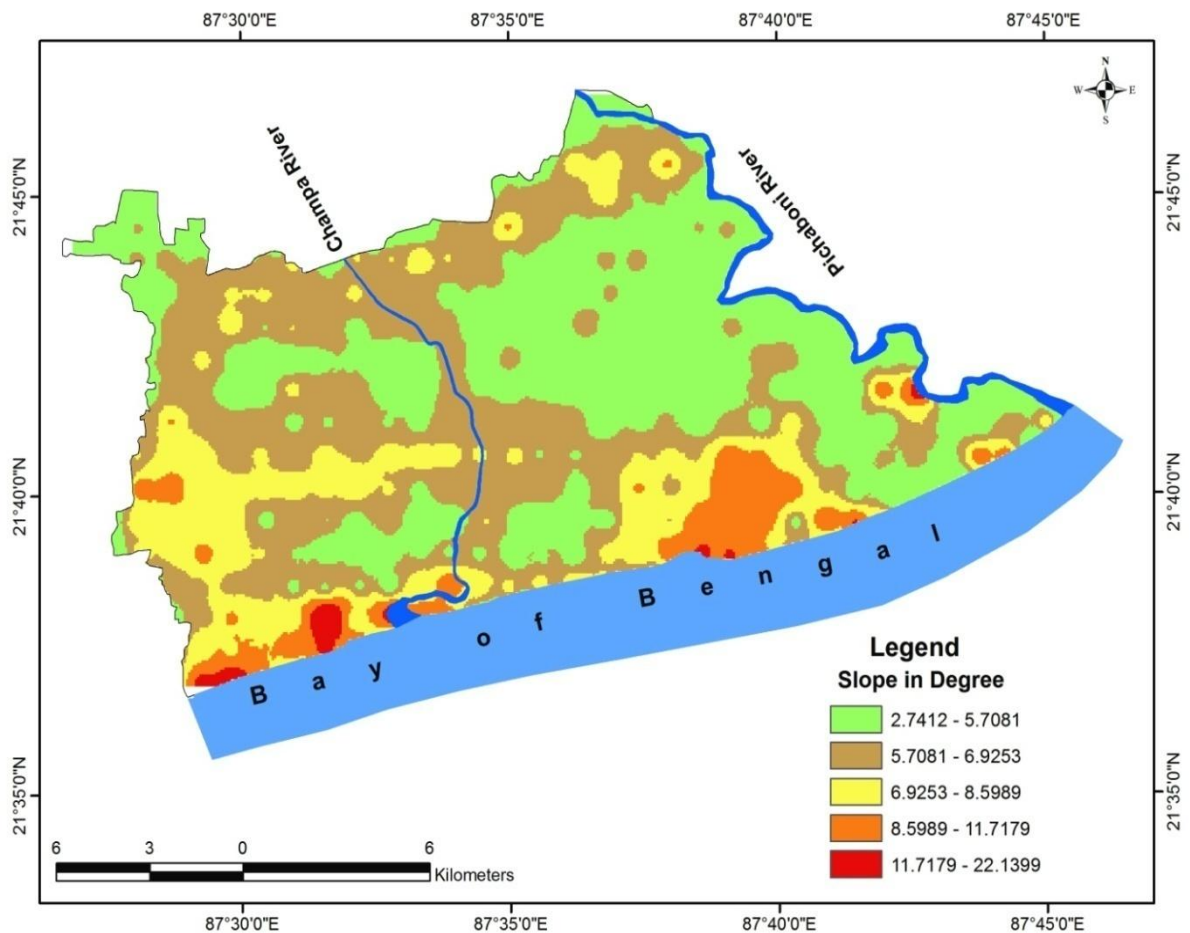 87°30'0"E 87°35'0"E 87°40'0"E 87°45'0"E
N
W E
S
Champa River
Pichaboni River
21°45'0"N 21°45'0"N
21°40'0"N 21°40'0"N
Bay of Bengal
Legend
Slope in Degree
2.7412 - 5.7081
5.7081 - 6.9253
6.9253 - 8.5989
8.5989 - 11.7179
11.7179 - 22.1399
21°35'0"N 21°35'0"N
6 3 0 6
Kilometers
87°30'0"E 87°35'0"E 87°40'0"E 87°45'0"E